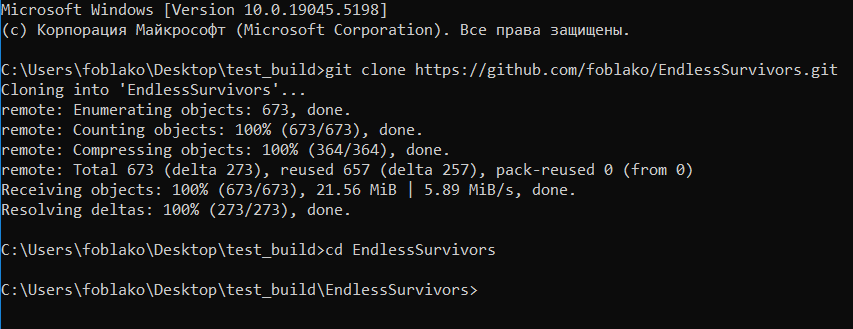 Microsoft Windows [Version 10.0.19045.5198]
(c) Корпорация Майкрософт (Microsoft Corporation). Все права защищены.
C:\Users\foblako\Desktop\test_build>git clone https://github.com/foblako/EndlessSurvivors.git
Cloning into 'EndlessSurvivors'...
remote: Enumerating objects: 673, done.
remote: Counting objects: 100% (673/673), done.
remote: Compressing objects: 100% (364/364), done.
remote: Total 673 (delta 273), reused 657 (delta 257), pack-reused 0 (from 0)
Receiving objects: 100% (673/673), 21.56 MiB | 5.89 MiB/s, done.
Resolving deltas: 100% (273/273), done.
C:\Users\foblako\Desktop\test_build>cd EndlessSurvivors
C:\Users\foblako\Desktop\test_build\EndlessSurvivors>